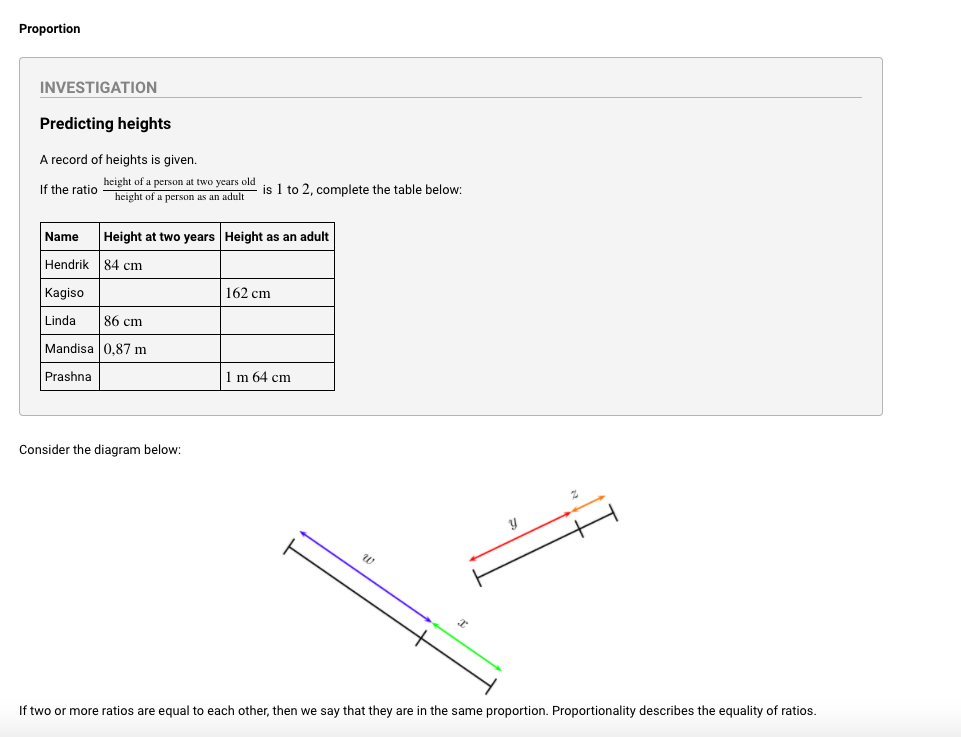 Proportion
INVESTIGATION
Predicting heights
A record of heights is given.
If the ratio height of a person at two years old / height of a person as an adult is 1 to 2, complete the table below:
Name Height at two years Height as an adult
Hendrik 84 cm
Kagiso 162 cm
Linda 86 cm
Mandisa 0,87 m
Prashna 1 m 64 cm
Consider the diagram below:
z
y
w
x
If two or more ratios are equal to each other, then we say that they are in the same proportion. Proportionality describes the equality of ratios.